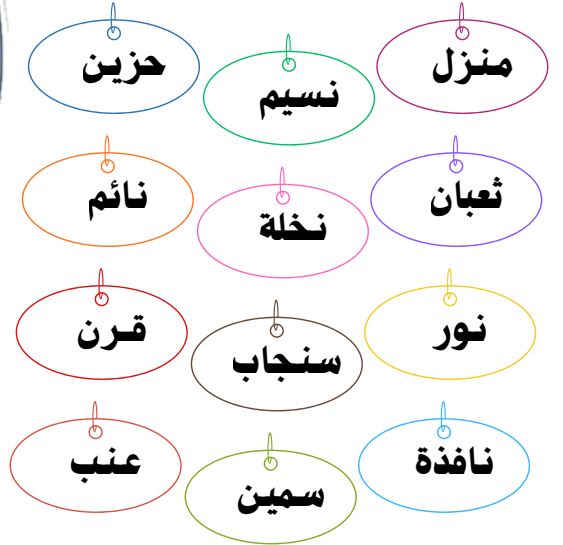 منزل
نسيم
حزين
ثعبان
نخلة
نائم
نور
سنجاب
قرن
نافذة
سمين
عنب